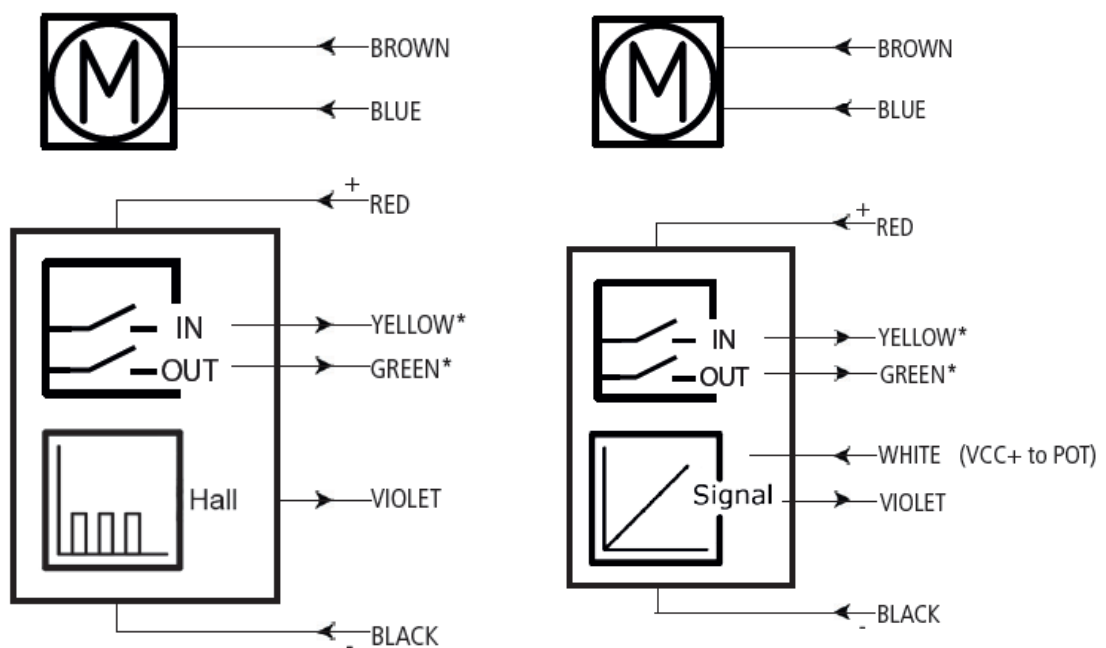 M
BROWN
BLUE
+
RED
IN
YELLOW*
OUT
GREEN*
Hall
VIOLET
-
BLACK
M
BROWN
BLUE
+
RED
IN
YELLOW*
OUT
GREEN*
WHITE (VCC+ to POT)
Signal
VIOLET
-
BLACK